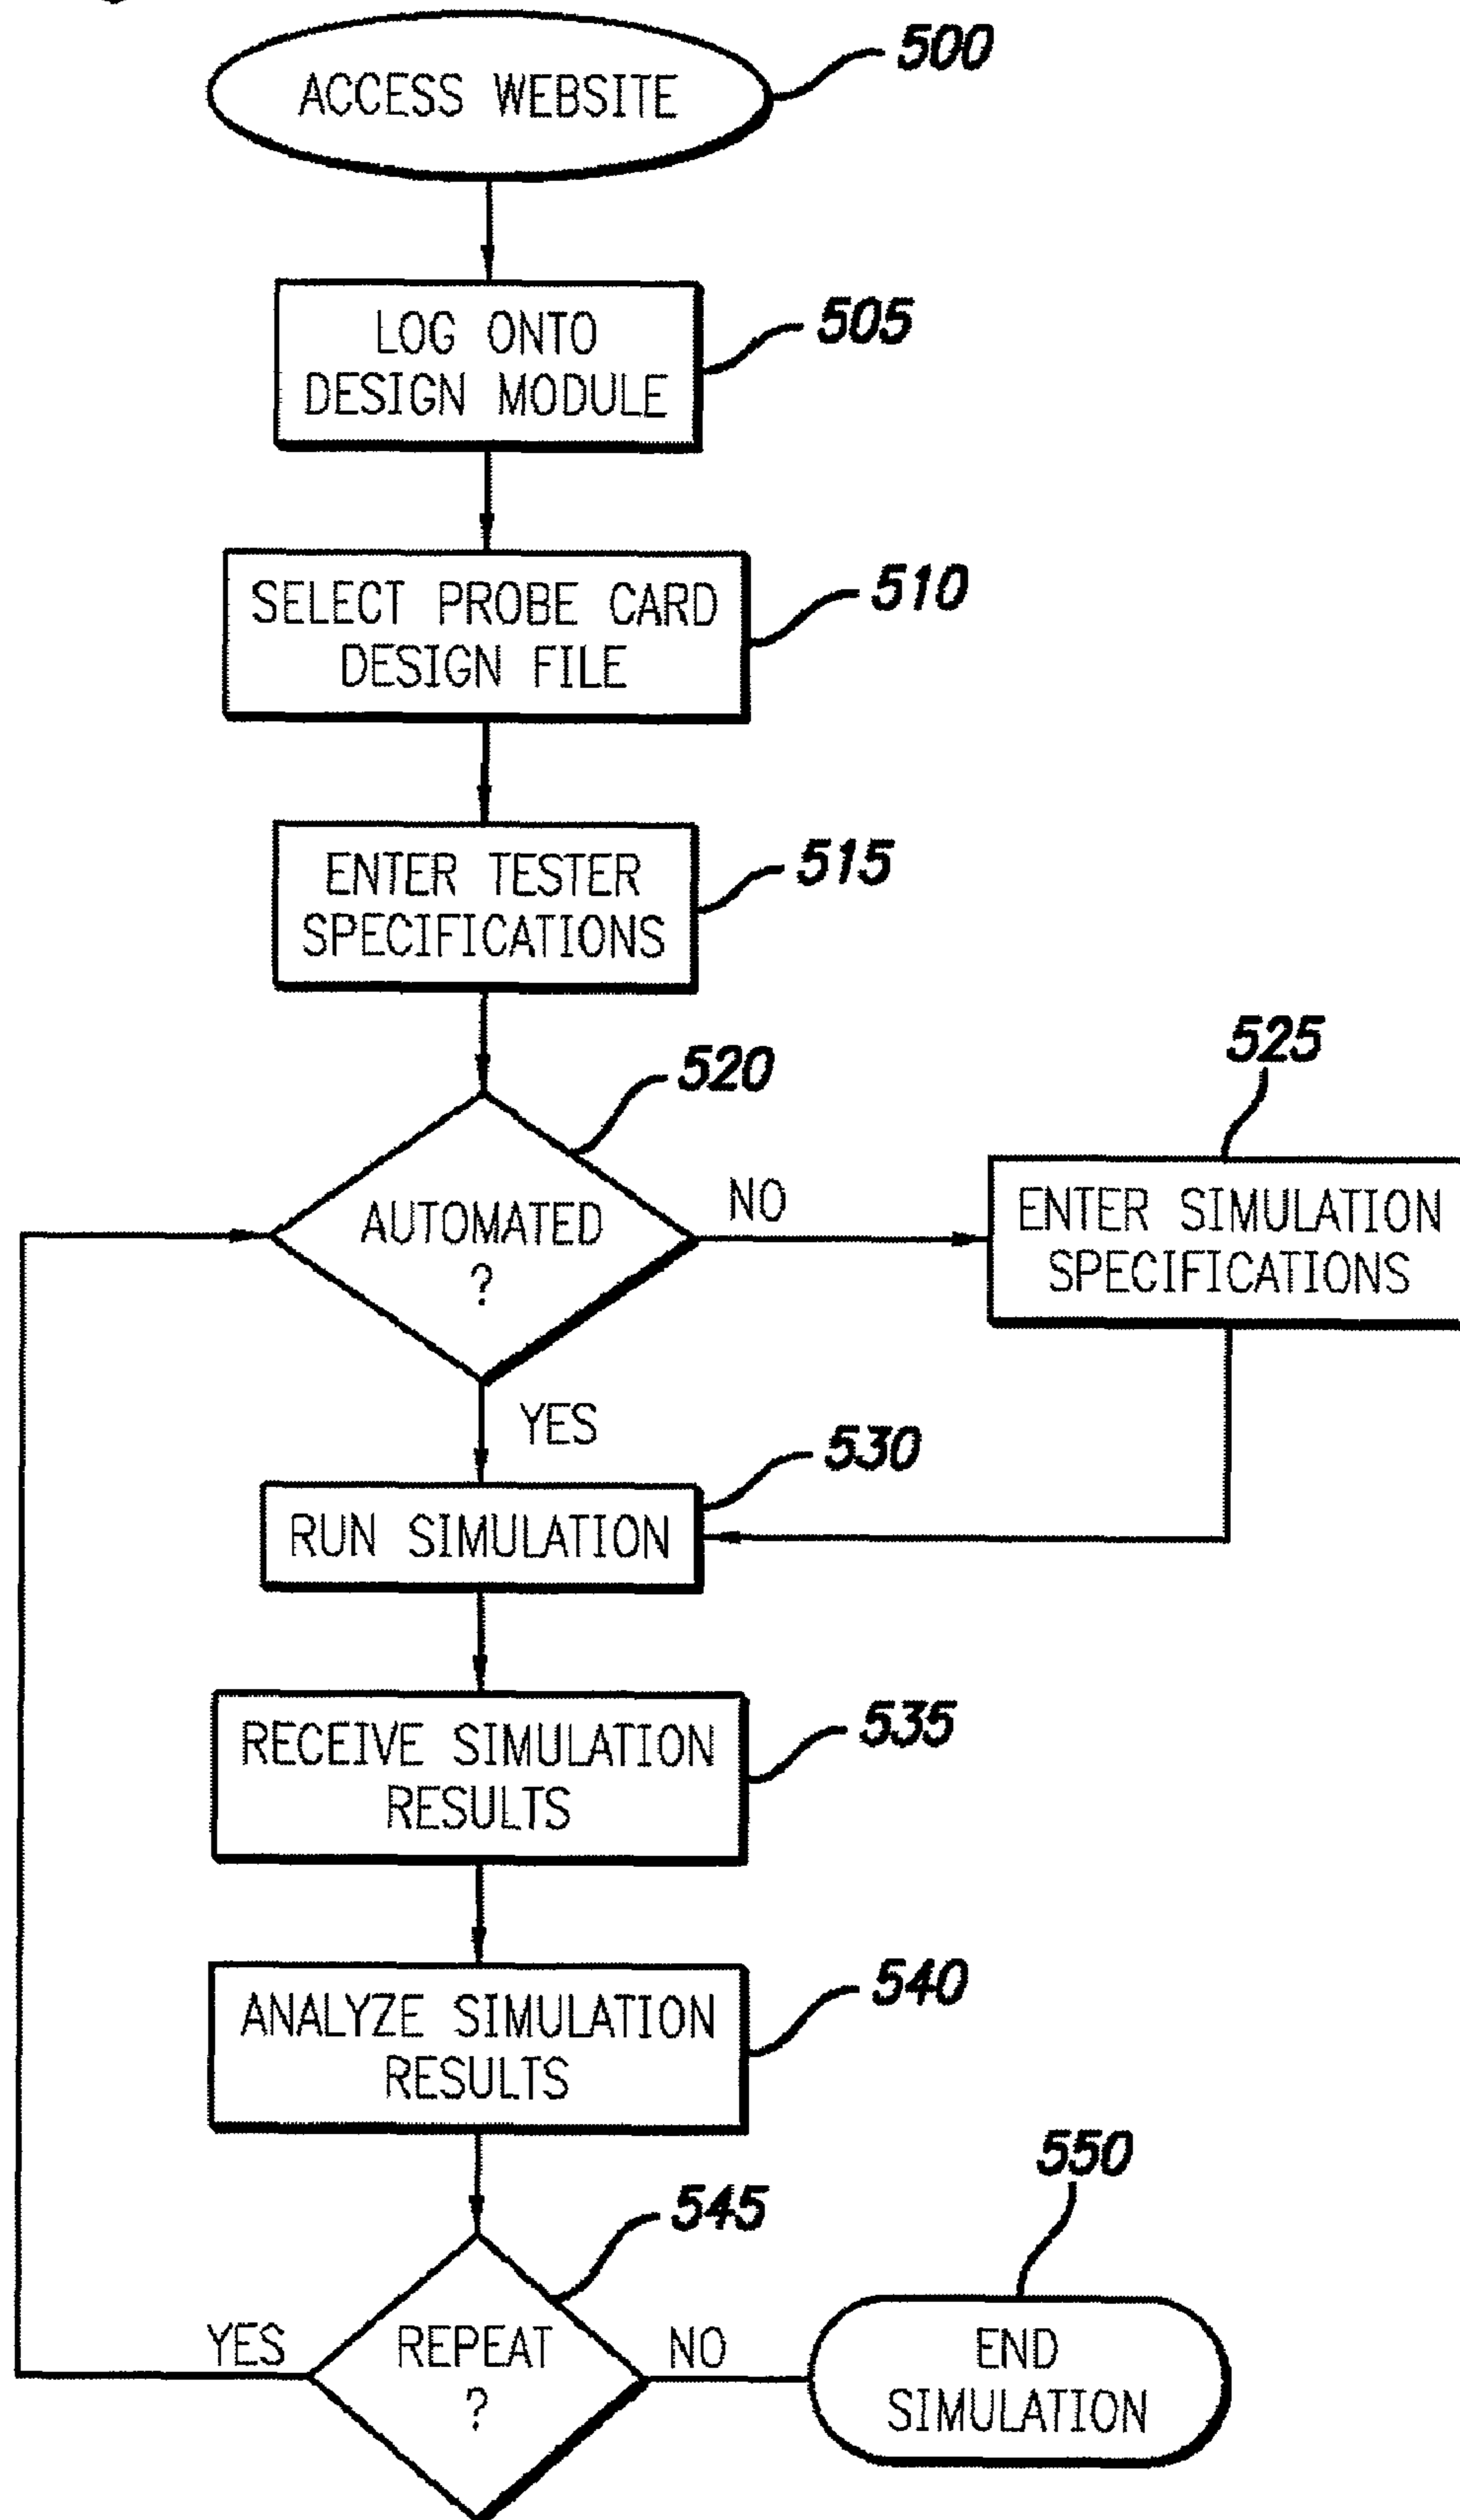 ACCESS WEBSITE
500
LOG ONTO
DESIGN MODULE
505
SELECT PROBE CARD
DESIGN FILE
510
ENTER TESTER
SPECIFICATIONS
515
520
AUTOMATED
?
NO
525
ENTER SIMULATION
SPECIFICATIONS
YES
530
RUN SIMULATION
RECEIVE SIMULATION
RESULTS
535
ANALYZE SIMULATION
RESULTS
540
545
YES
REPEAT
?
NO
550
END
SIMULATION